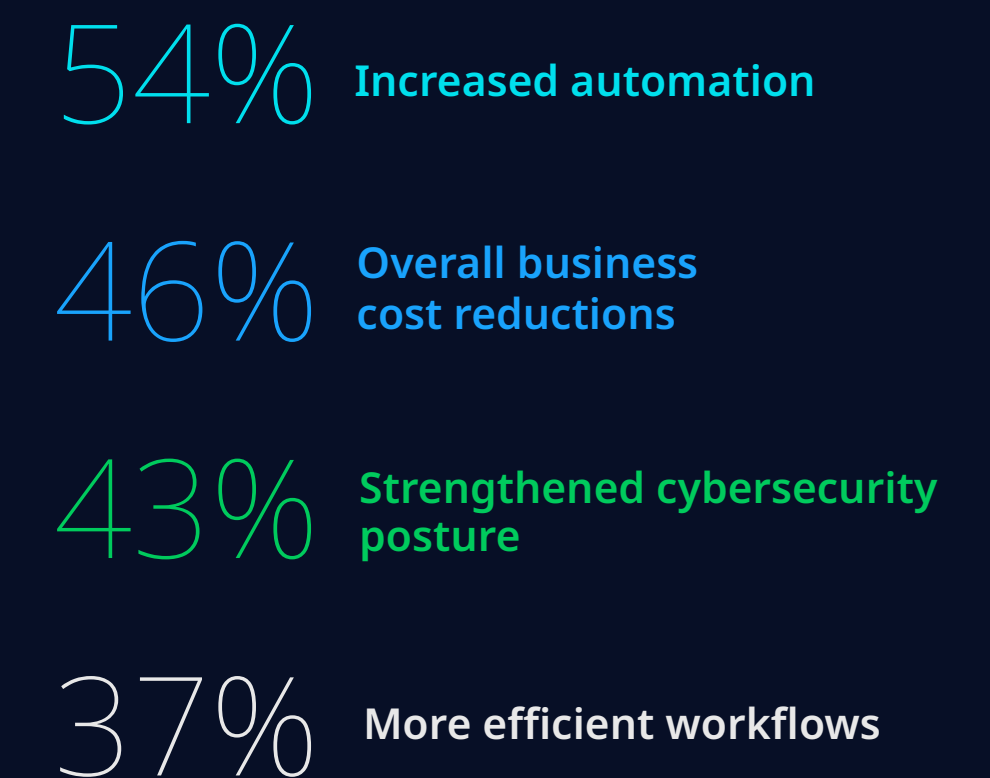 54% Increased automation
46% Overall business
cost reductions
43% Strengthened cybersecurity
posture
37% More efficient workflows